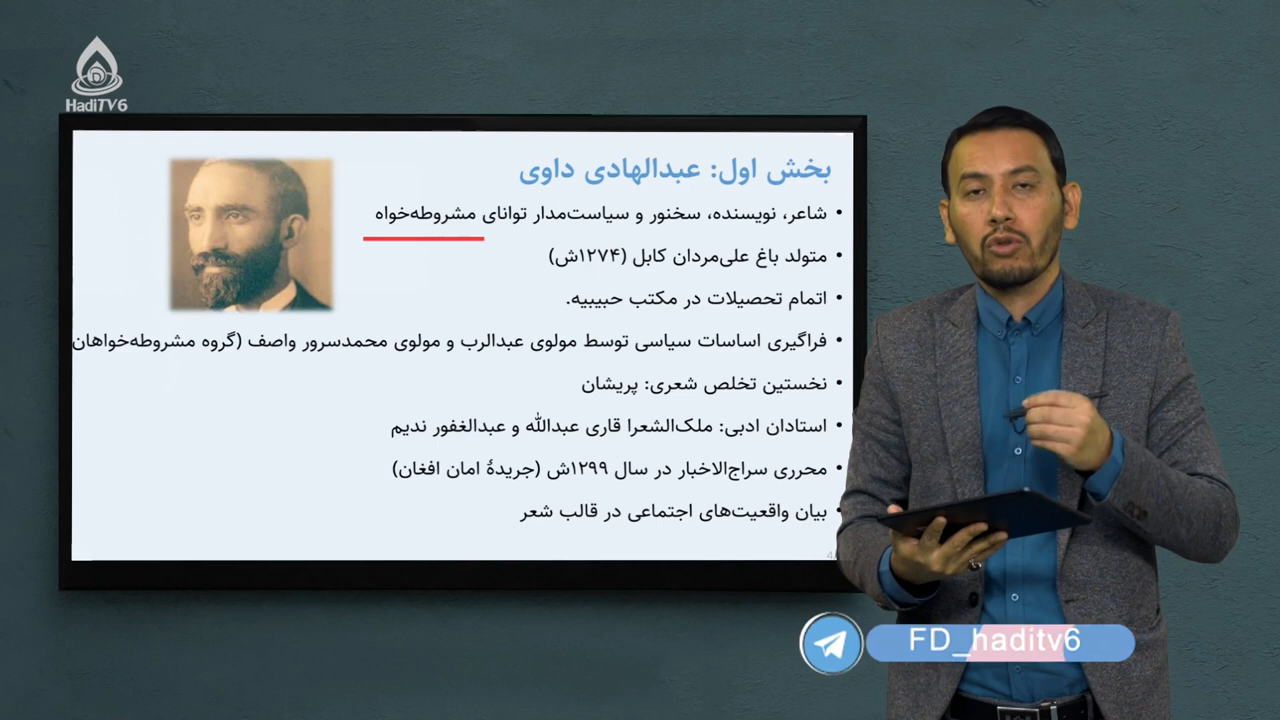 HadiTV6
بخش اول: عبدالهادی داوی
• شاعر، نویسنده، سخنور و سیاست‌مدار توانای مشروطه‌خواه
• متولد باغ علی‌مردان کابل (۱۲۷۴ش)
• اتمام تحصیلات در مکتب حبیبیه.
• فراگیری اساسات سیاسی توسط مولوی عبدالرب و مولوی محمدسرور واصف (گروه مشروطه‌خواهان
• نخستین تخلص شعری: پریشان
• استادان ادبی: ملک‌الشعرا قاری عبدالله و عبدالغفور ندیم
• محرری سراج‌الاخبار در سال ۱۲۹۹ش (جریدهٔ امان افغان)
• بیان واقعیت‌های اجتماعی در قالب شعر
FD_haditv6